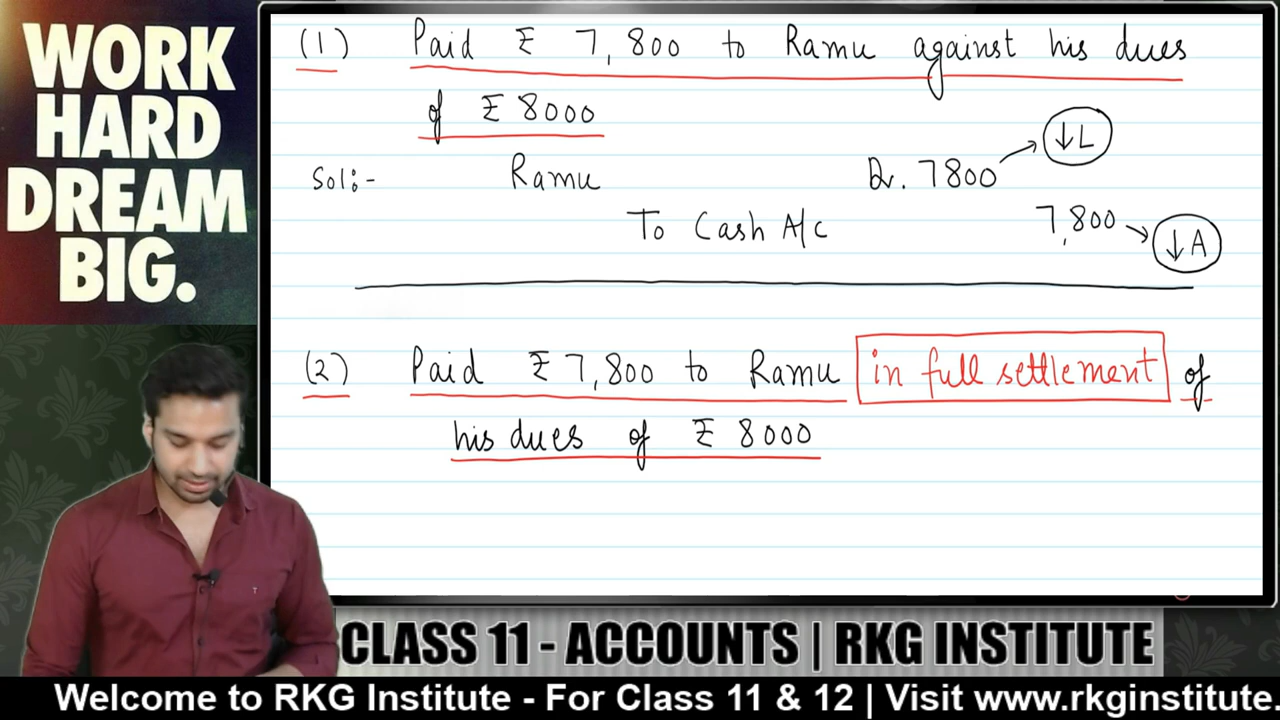 WORK
HARD
DREAM
BIG.
(1) Paid ₹ 7,800 to Ramu against his dues
of ₹ 8000
Sol:- Ramu Dr. 7800 → ↓L
To Cash A/c 7,800 → ↓A
(2) Paid ₹ 7,800 to Ramu in full settlement of
his dues of ₹ 8000
T
CLASS 11 - ACCOUNTS | RKG INSTITUTE
Welcome to RKG Institute - For Class 11 & 12 | Visit www.rkginstitute.